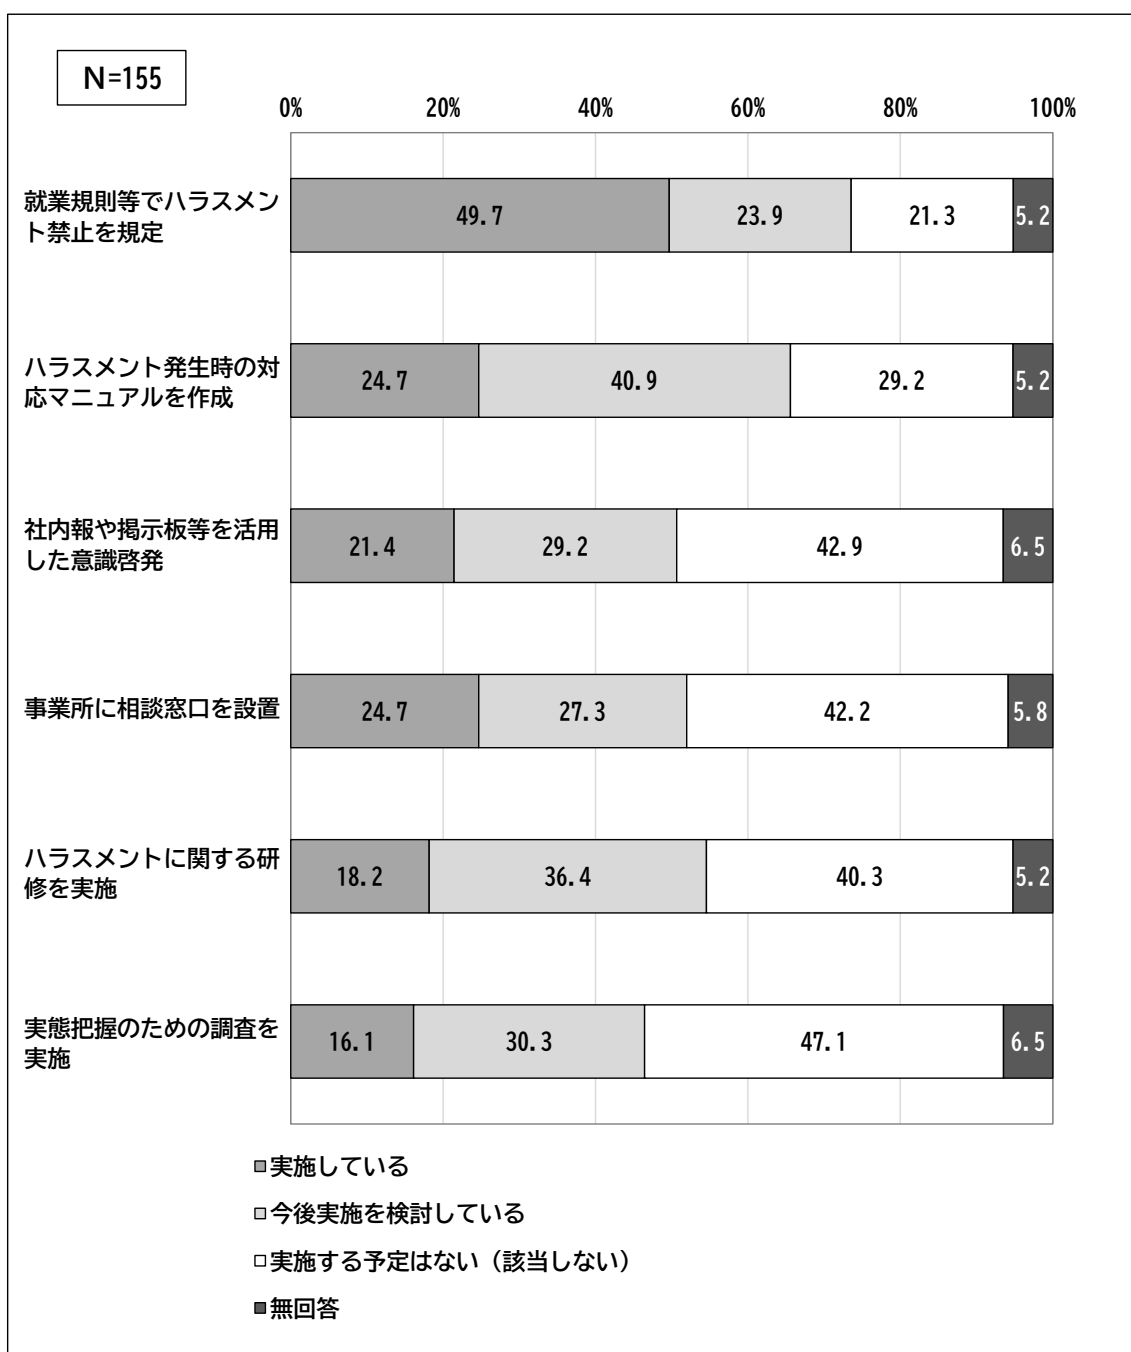 N=155
0% 20% 40% 60% 80% 100%
就業規則等でハラスメン
ト禁止を規定
49.7 23.9 21.3 5.2
ハラスメント発生時の対
応マニュアルを作成
24.7 40.9 29.2 5.2
社内報や掲示板等を活用
した意識啓発
21.4 29.2 42.9 6.5
事業所に相談窓口を設置
24.7 27.3 42.2 5.8
ハラスメントに関する研
修を実施
18.2 36.4 40.3 5.2
実態把握のための調査を
実施
16.1 30.3 47.1 6.5
実施している
今後実施を検討している
実施する予定はない（該当しない）
無回答